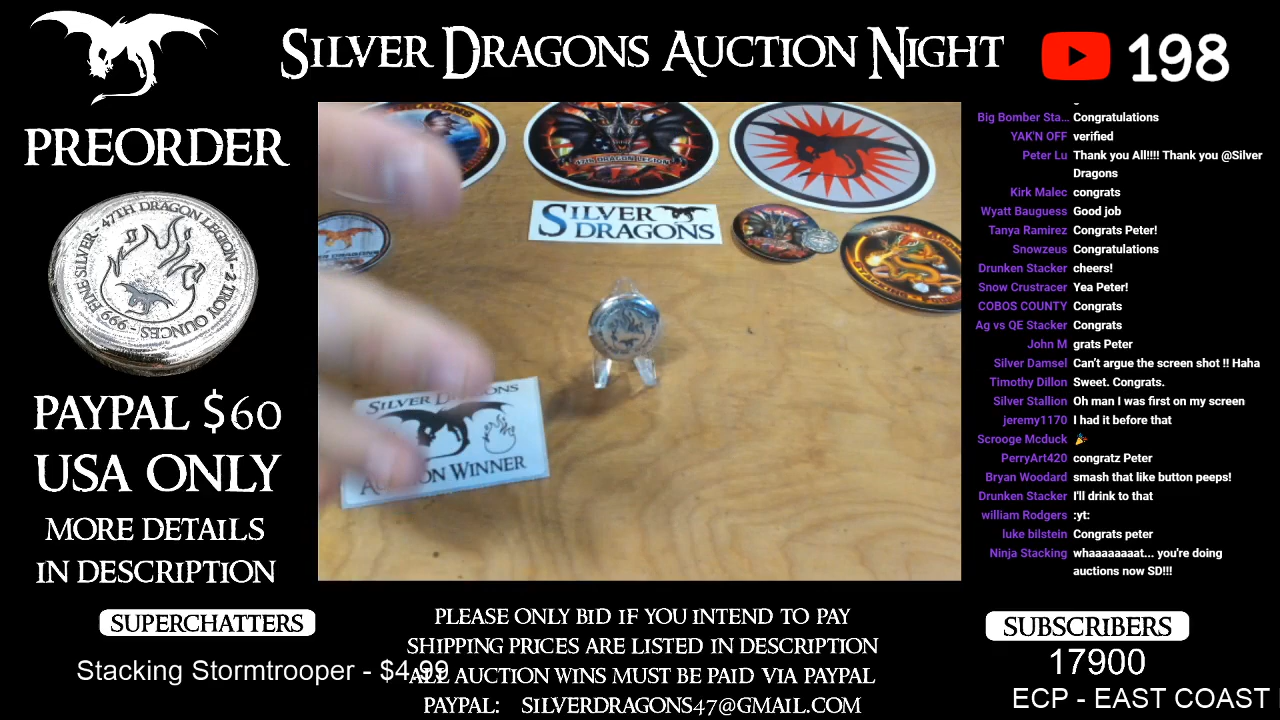 SILVER DRAGONS AUCTION NIGHT
198
PREORDER
47TH DRAGON LEGION - 2 TROY OUNCES - .999 FINE SILVER -
PAYPAL $60
USA ONLY
MORE DETAILS
IN DESCRIPTION
SUPERCHATTERS
Stacking Stormtrooper - $4.99
47TH DRAGON LEGION
SILVER
DRAGONS
AUCTION WINNER
Big Bomber Sta... Congratulations
YAK'N OFF verified
Peter Lu Thank you All!!!! Thank you @Silver
Dragons
Kirk Malec congrats
Wyatt Bauguess Good job
Tanya Ramirez Congrats Peter!
Snowzeus Congratulations
Drunken Stacker cheers!
Snow Crustracer Yea Peter!
COBOS COUNTY Congrats
Ag vs QE Stacker Congrats
John M grats Peter
Silver Damsel Can't argue the screen shot !! Haha
Timothy Dillon Sweet. Congrats.
Silver Stallion Oh man I was first on my screen
jeremy1170 I had it before that
Scrooge Mcduck 🎉
PerryArt420 congratz Peter
Bryan Woodard smash that like button peeps!
Drunken Stacker I'll drink to that
william Rodgers :yt:
luke bilstein Congrats peter
Ninja Stacking whaaaaaaaat... you're doing
auctions now SD!!!
PLEASE ONLY BID IF YOU INTEND TO PAY
SHIPPING PRICES ARE LISTED IN DESCRIPTION
ALL AUCTION WINS MUST BE PAID VIA PAYPAL
PAYPAL: SILVERDRAGONS47@GMAIL.COM
SUBSCRIBERS
17900
ECP - EAST COAST